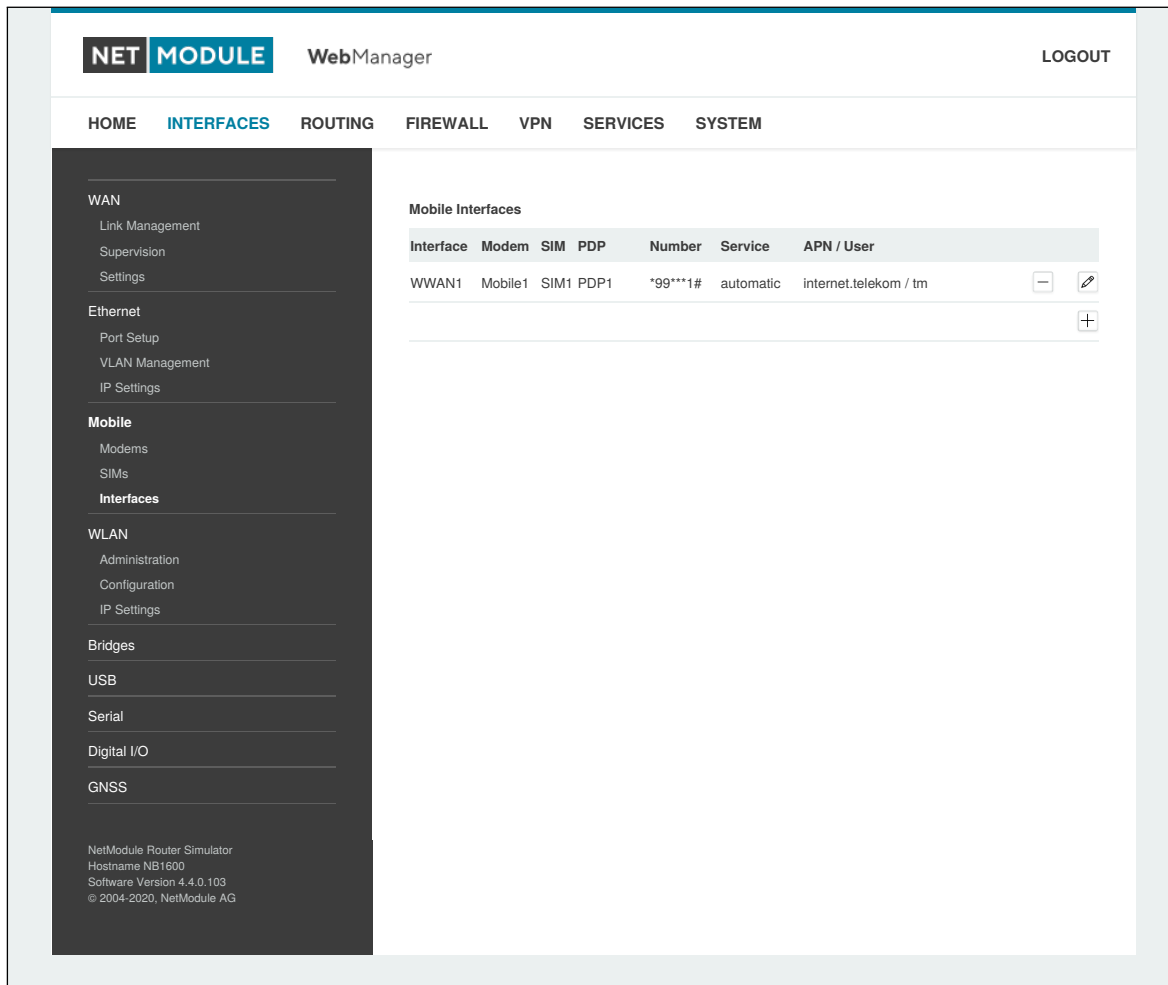 NET MODULE WebManager LOGOUT
HOME INTERFACES ROUTING FIREWALL VPN SERVICES SYSTEM
WAN
Link Management
Supervision
Settings
Ethernet
Port Setup
VLAN Management
IP Settings
Mobile
Modems
SIMs
Interfaces
WLAN
Administration
Configuration
IP Settings
Bridges
USB
Serial
Digital I/O
GNSS
NetModule Router Simulator
Hostname NB1600
Software Version 4.4.0.103
© 2004-2020, NetModule AG
Mobile Interfaces
Interface Modem SIM PDP Number Service APN / User
WWAN1 Mobile1 SIM1 PDP1 *99***1# automatic internet.telekom / tm